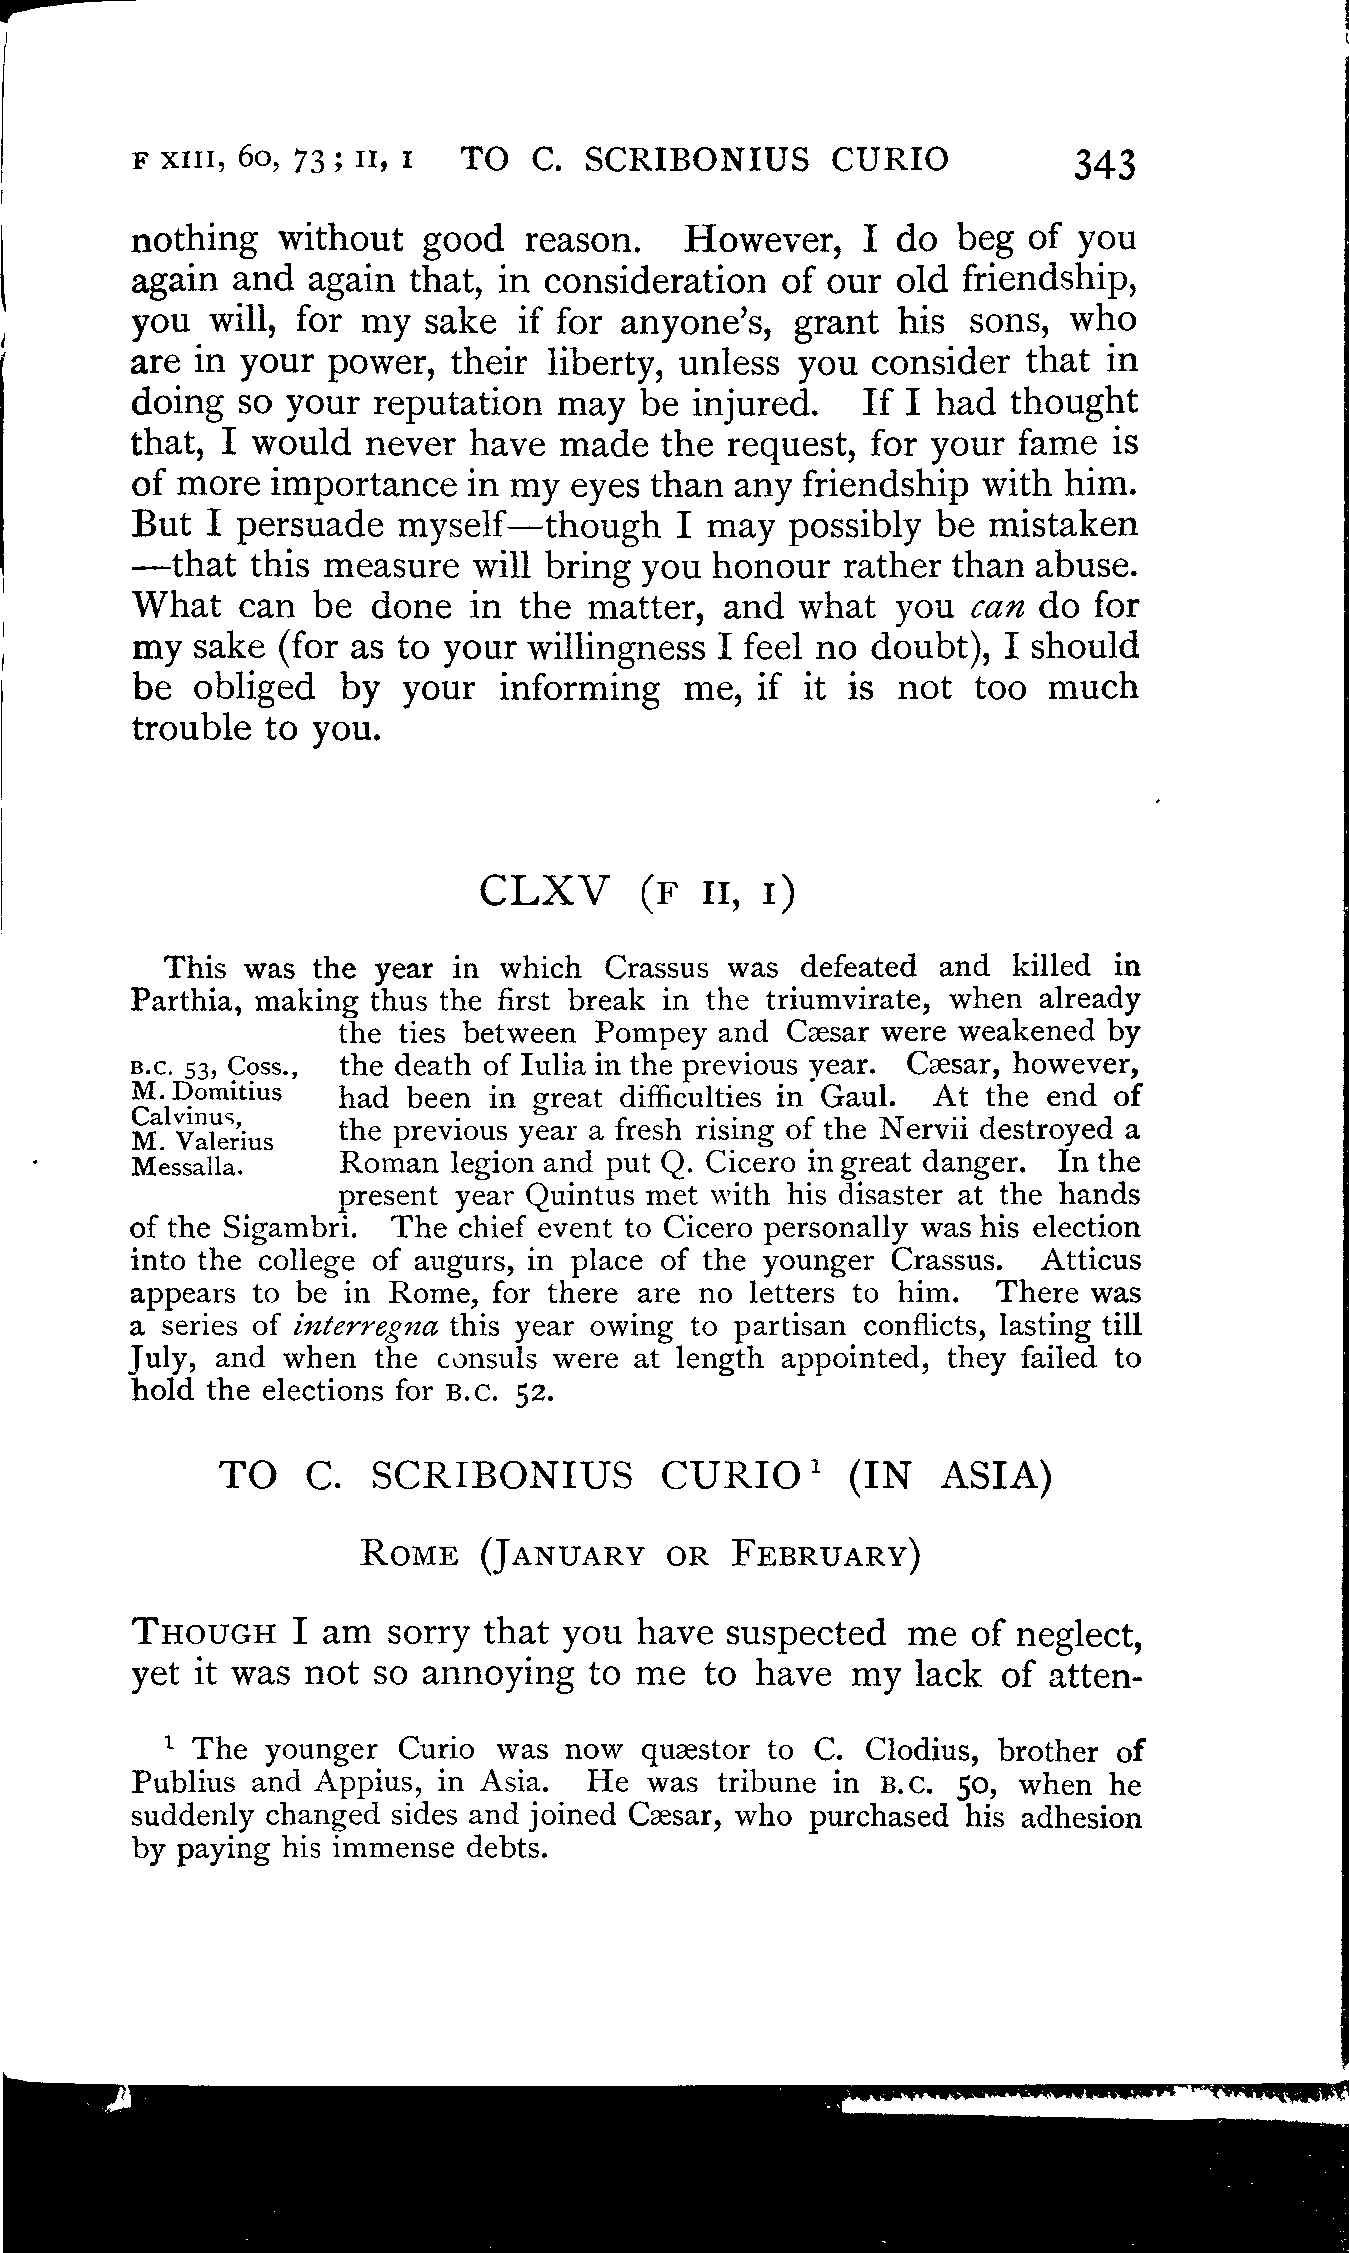 F XIII, 60, 73; II, I TO C. SCRIBONIUS CURIO 343
nothing without good reason. However, I do beg of you
again and again that, in consideration of our old friendship,
you will, for my sake if for anyone's, grant his sons, who
are in your power, their liberty, unless you consider that in
doing so your reputation may be injured. If I had thought
that, I would never have made the request, for your fame is
of more importance in my eyes than any friendship with him.
But I persuade myself—though I may possibly be mistaken
—that this measure will bring you honour rather than abuse.
What can be done in the matter, and what you can do for
my sake (for as to your willingness I feel no doubt), I should
be obliged by your informing me, if it is not too much
trouble to you.
CLXV (F II, I)
This was the year in which Crassus was defeated and killed in
Parthia, making thus the first break in the triumvirate, when already
the ties between Pompey and Cæsar were weakened by
the death of Iulia in the previous year. Cæsar, however,
had been in great difficulties in Gaul. At the end of
the previous year a fresh rising of the Nervii destroyed a
Roman legion and put Q. Cicero in great danger. In the
present year Quintus met with his disaster at the hands
B.C. 53, Coss.,
M. Domitius
Calvinus,
M. Valerius
Messalla.
of the Sigambri. The chief event to Cicero personally was his election
into the college of augurs, in place of the younger Crassus. Atticus
appears to be in Rome, for there are no letters to him. There was
a series of interregna this year owing to partisan conflicts, lasting till
July, and when the consuls were at length appointed, they failed to
hold the elections for B.C. 52.
TO C. SCRIBONIUS CURIO¹ (IN ASIA)
ROME (JANUARY OR FEBRUARY)
THOUGH I am sorry that you have suspected me of neglect,
yet it was not so annoying to me to have my lack of atten-
¹ The younger Curio was now quæstor to C. Clodius, brother of
Publius and Appius, in Asia. He was tribune in B.C. 50, when he
suddenly changed sides and joined Cæsar, who purchased his adhesion
by paying his immense debts.